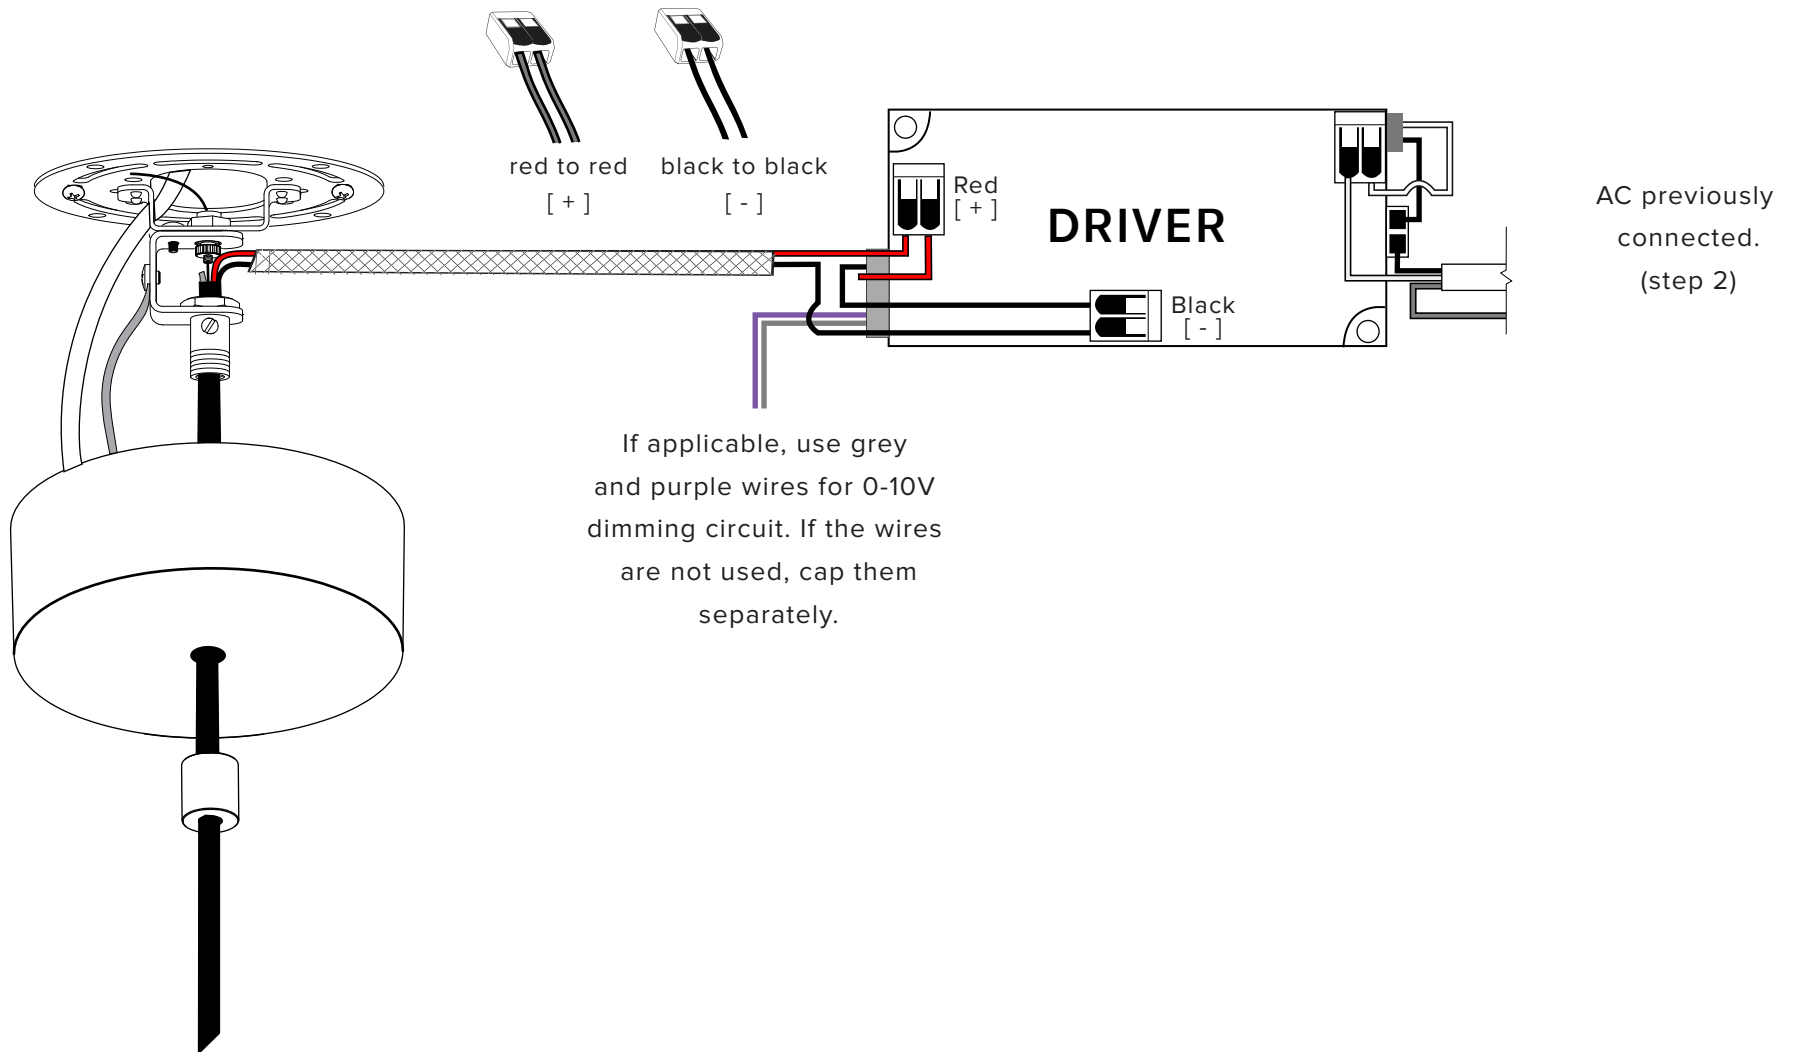 red to red
[ + ]
black to black
[ - ]
Red
[ + ]
DRIVER
Black
[ - ]
AC previously
connected.
(step 2)
If applicable, use grey
and purple wires for 0-10V
dimming circuit. If the wires
are not used, cap them
separately.